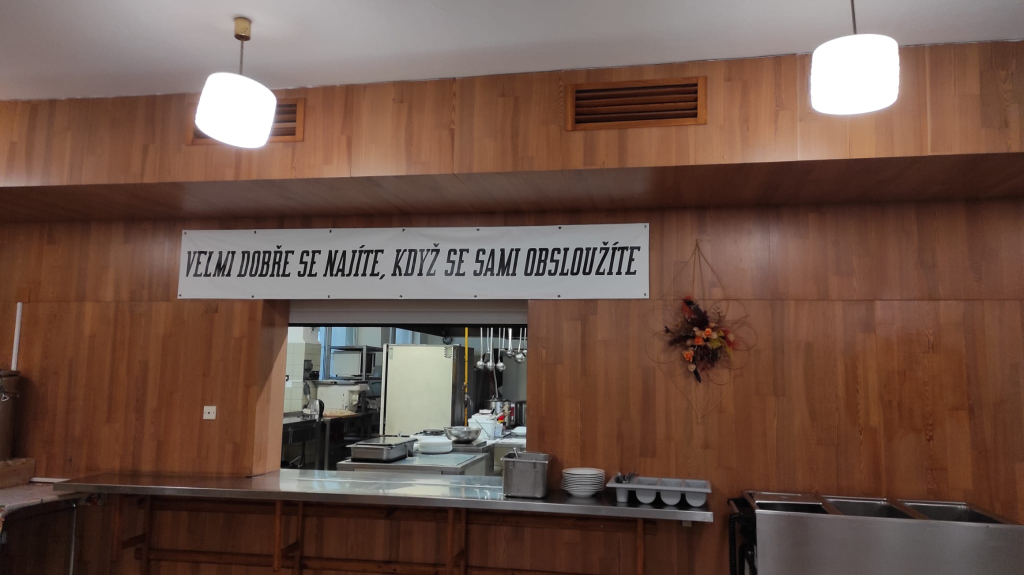 VELMI DOBŘE SE NAJÍTE, KDYŽ SE SAMI OBSLOUŽÍTE